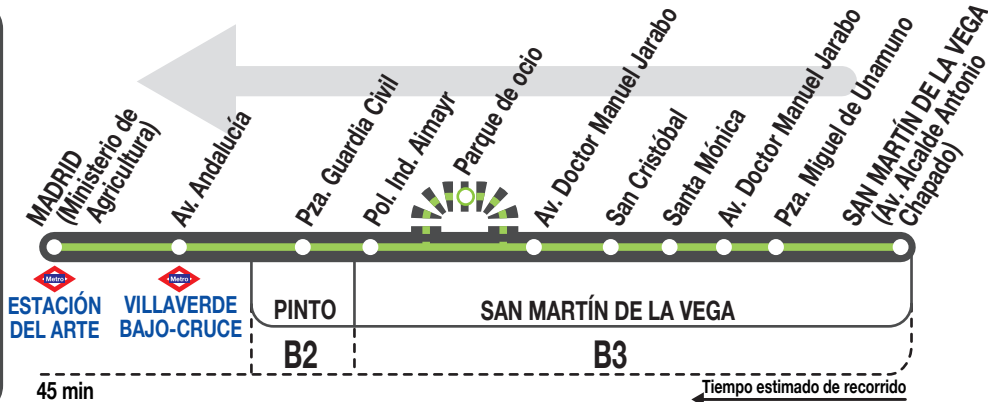 MADRID
(Ministerio de
Agricultura)
Av. Andalucía
Pza. Guardia Civil
Pol. Ind. Aimayr
Parque de ocio
Av. Doctor Manuel Jarabo
San Cristóbal
Santa Mónica
Av. Doctor Manuel Jarabo
Pza. Miguel de Unamuno
SAN MARTÍN DE LA VEGA
(Av. Alcalde Antonio
Chapado)
Metro
ESTACIÓN
DEL ARTE
Metro
VILLAVERDE
BAJO-CRUCE
PINTO
SAN MARTÍN DE LA VEGA
B2
B3
45 min
Tiempo estimado de recorrido